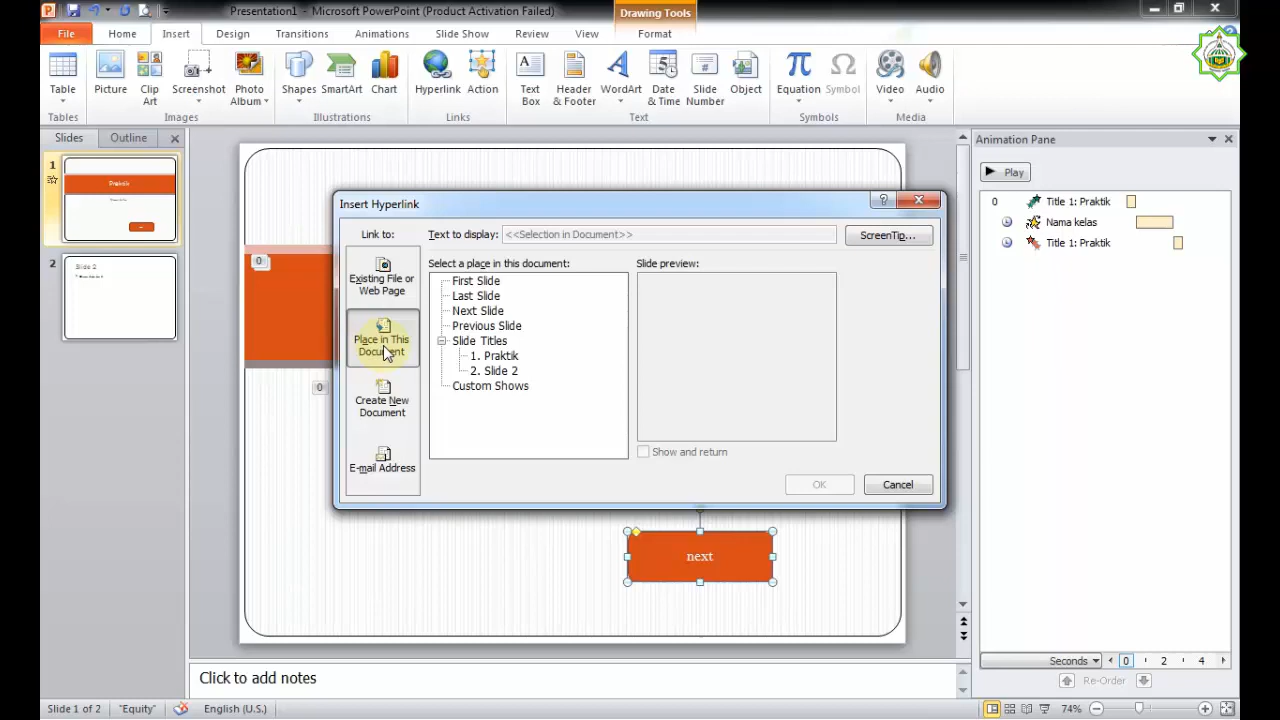 Presentation1 - Microsoft PowerPoint (Product Activation Failed)
Drawing Tools
File Home Insert Design Transitions Animations Slide Show Review View Format
Table
Picture
Clip Art
Screenshot
Photo Album
Shapes
SmartArt
Chart
Hyperlink
Action
Text Box
Header & Footer
WordArt
Date & Time
Slide Number
Object
Equation
Symbol
Video
Audio
Tables
Images
Illustrations
Links
Text
Symbols
Media
Slides Outline
1
Praktik
2
Slide 2
0
0
Insert Hyperlink
Link to:
Text to display: <<Selection in Document>>
ScreenTip...
Existing File or
Web Page
Place in This
Document
Create New
Document
E-mail Address
Select a place in this document:
First Slide
Last Slide
Next Slide
Previous Slide
Slide Titles
1. Praktik
2. Slide 2
Custom Shows
Slide preview:
Show and return
OK
Cancel
next
Animation Pane
Play
0 Title 1: Praktik
Nama kelas
Title 1: Praktik
Seconds 0 2 4
Re-Order
Click to add notes
Slide 1 of 2
"Equity"
English (U.S.)
74%